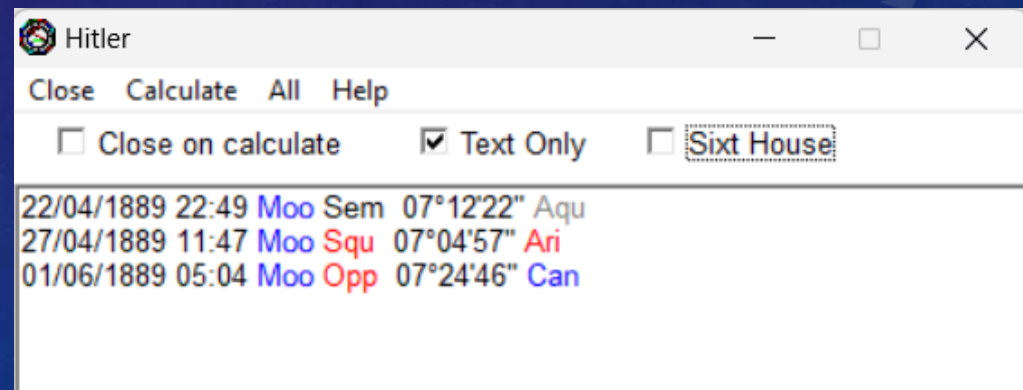 Hitler
Close Calculate All Help
Close on calculate Text Only Sixt House
22/04/1889 22:49 Moo Sem 07°12'22" Aqu
27/04/1889 11:47 Moo Squ 07°04'57" Ari
01/06/1889 05:04 Moo Opp 07°24'46" Can